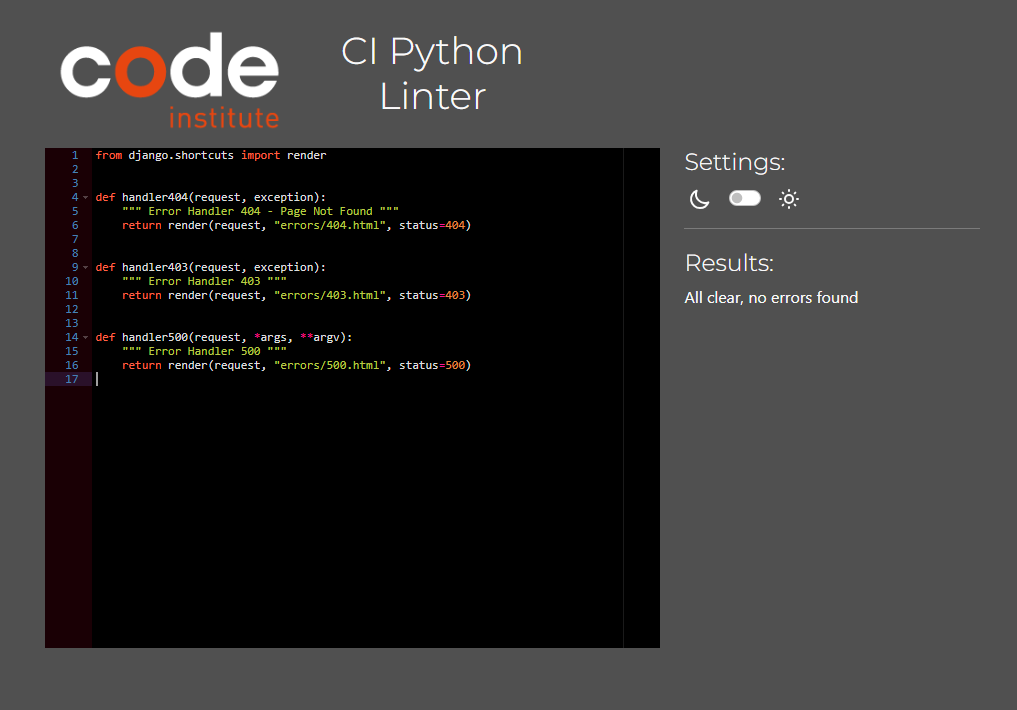 code
institute
CI Python
Linter
1 from django.shortcuts import render
2
3
4 def handler404(request, exception):
5     """ Error Handler 404 - Page Not Found """
6     return render(request, "errors/404.html", status=404)
7
8
9 def handler403(request, exception):
10     """ Error Handler 403 """
11     return render(request, "errors/403.html", status=403)
12
13
14 def handler500(request, *args, **argv):
15     """ Error Handler 500 """
16     return render(request, "errors/500.html", status=500)
17
Settings:
Results:
All clear, no errors found